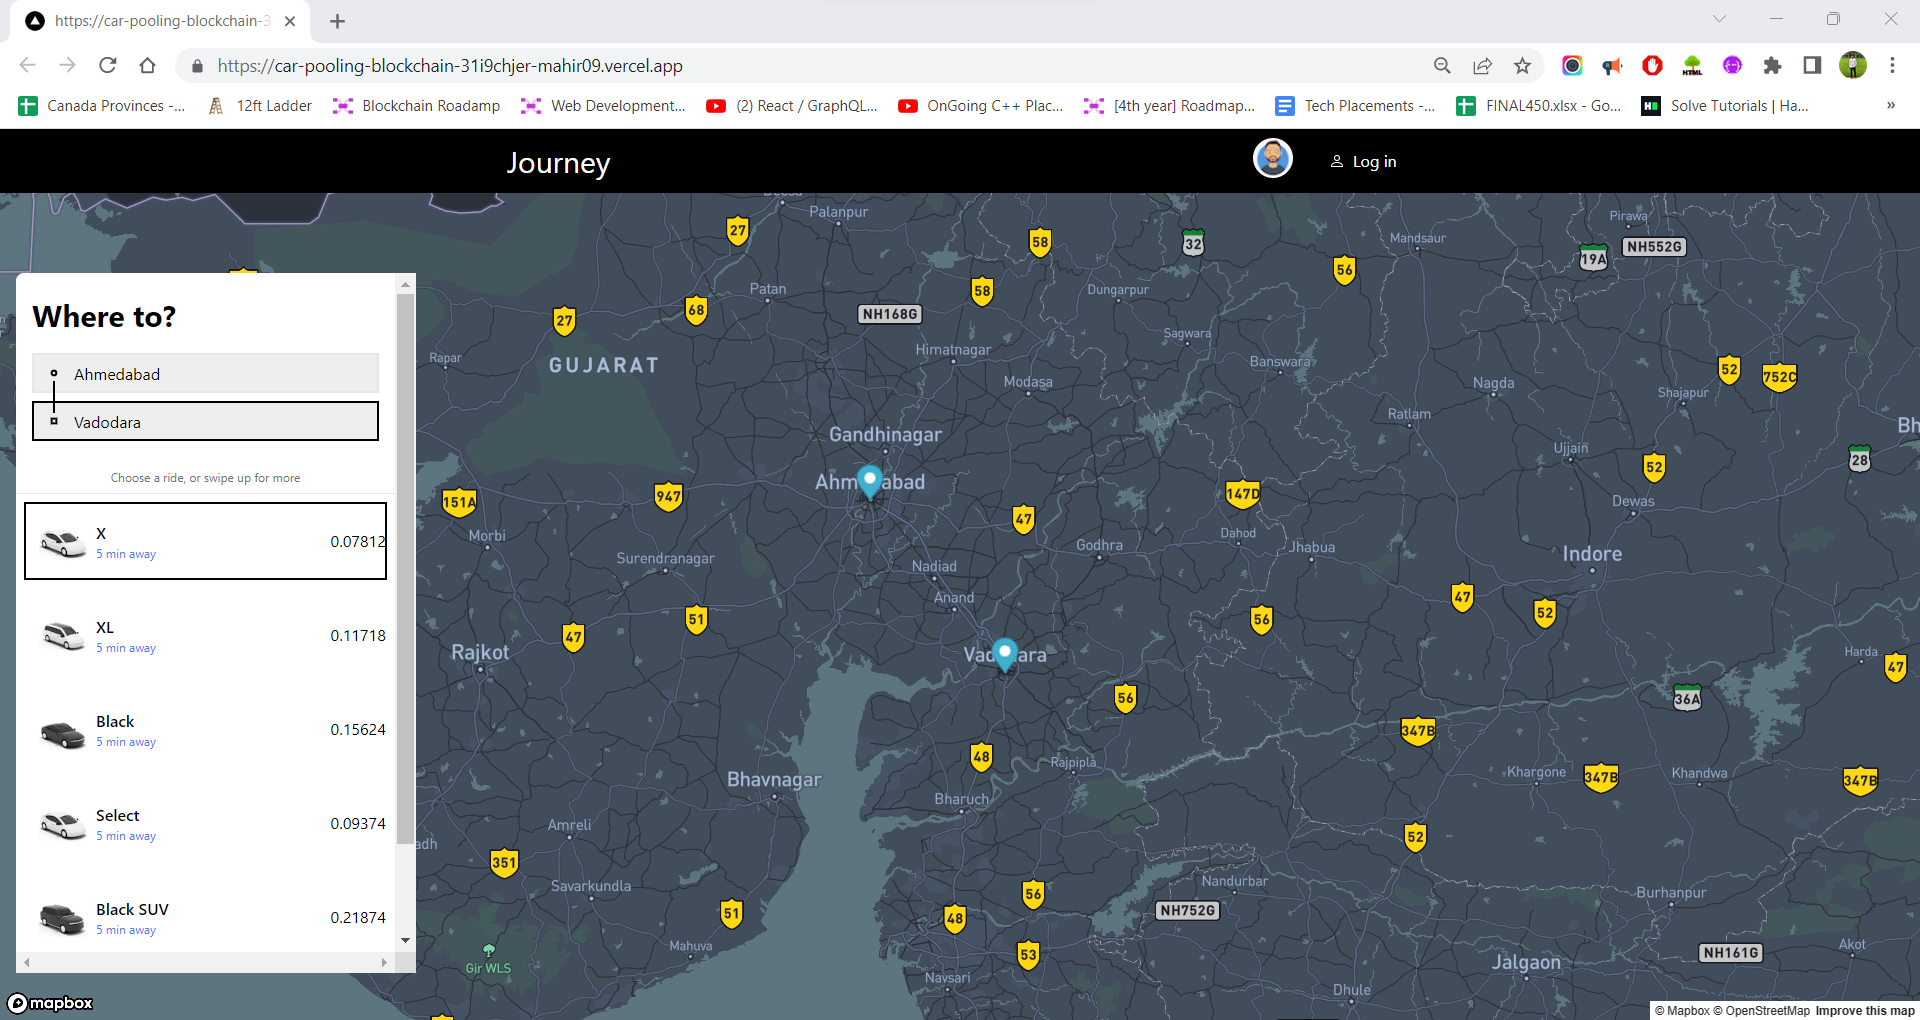 https://car-pooling-blockchain-3
https://car-pooling-blockchain-31i9chjer-mahir09.vercel.app
Canada Provinces -...
12ft Ladder
Blockchain Roadamp
Web Development...
(2) React / GraphQL...
OnGoing C++ Plac...
[4th year] Roadmap...
Tech Placements -...
FINAL450.xlsx - Go...
Solve Tutorials | Ha...
»
Journey
Log in
Where to?
Ahmedabad
Vadodara
Choose a ride, or swipe up for more
X
5 min away
0.07812
XL
5 min away
0.11718
Black
5 min away
0.15624
Select
5 min away
0.09374
Black SUV
5 min away
0.21874
Palanpur
Pirawa
27
58
32
Mandsaur
NH552G
19A
56
Patan
58
Dungarpur
68
27
NH168G
Sagwara
Himatnagar
Rapar
GUJARAT
Banswara
52
752C
Modasa
Nagda
Shajapur
Ratlam
Gandhinagar
Bh
Ujjain
28
52
Ahm
abad
151A
947
147D
Dewas
47
Morbi
Dahod
Godhra
Jhabua
Indore
Surendranagar
Nadiad
Anand
47
52
51
56
47
Rajkot
Vad
ara
Harda
47
56
36A
347B
48
Rajpipla
Khargone
347B
Khandwa
347B
Bhavnagar
Bharuch
Amreli
52
adh
351
Savarkundla
Nandurbar
56
Burhanpur
51
48
NH752G
Mahuva
53
Akot
NH161G
Gir WLS
Jalgaon
Navsari
Dhule
mapbox
© Mapbox © OpenStreetMap Improve this map